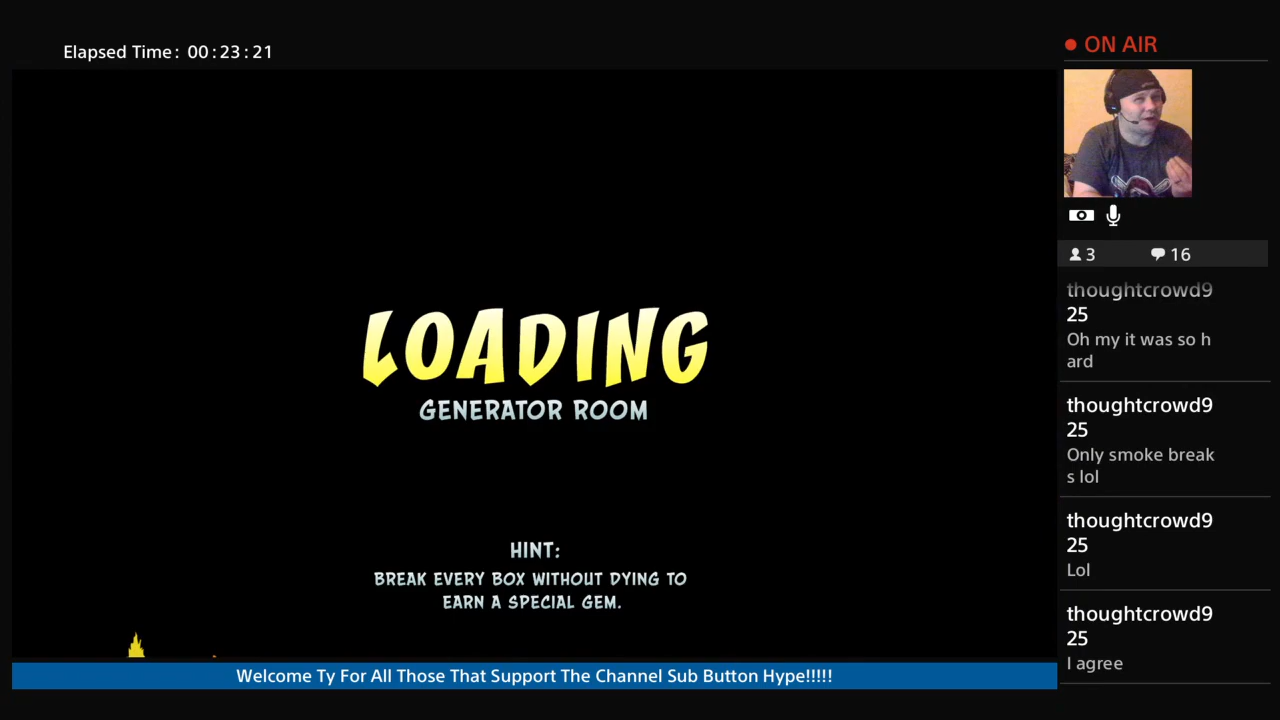 Elapsed Time: 00:23:21
ON AIR
3 16
thoughtcrowd9
25
Oh my it was so h
ard
thoughtcrowd9
25
Only smoke break
s lol
thoughtcrowd9
25
Lol
thoughtcrowd9
25
I agree
LOADING
GENERATOR ROOM
HINT:
BREAK EVERY BOX WITHOUT DYING TO
EARN A SPECIAL GEM.
Welcome Ty For All Those That Support The Channel Sub Button Hype!!!!!